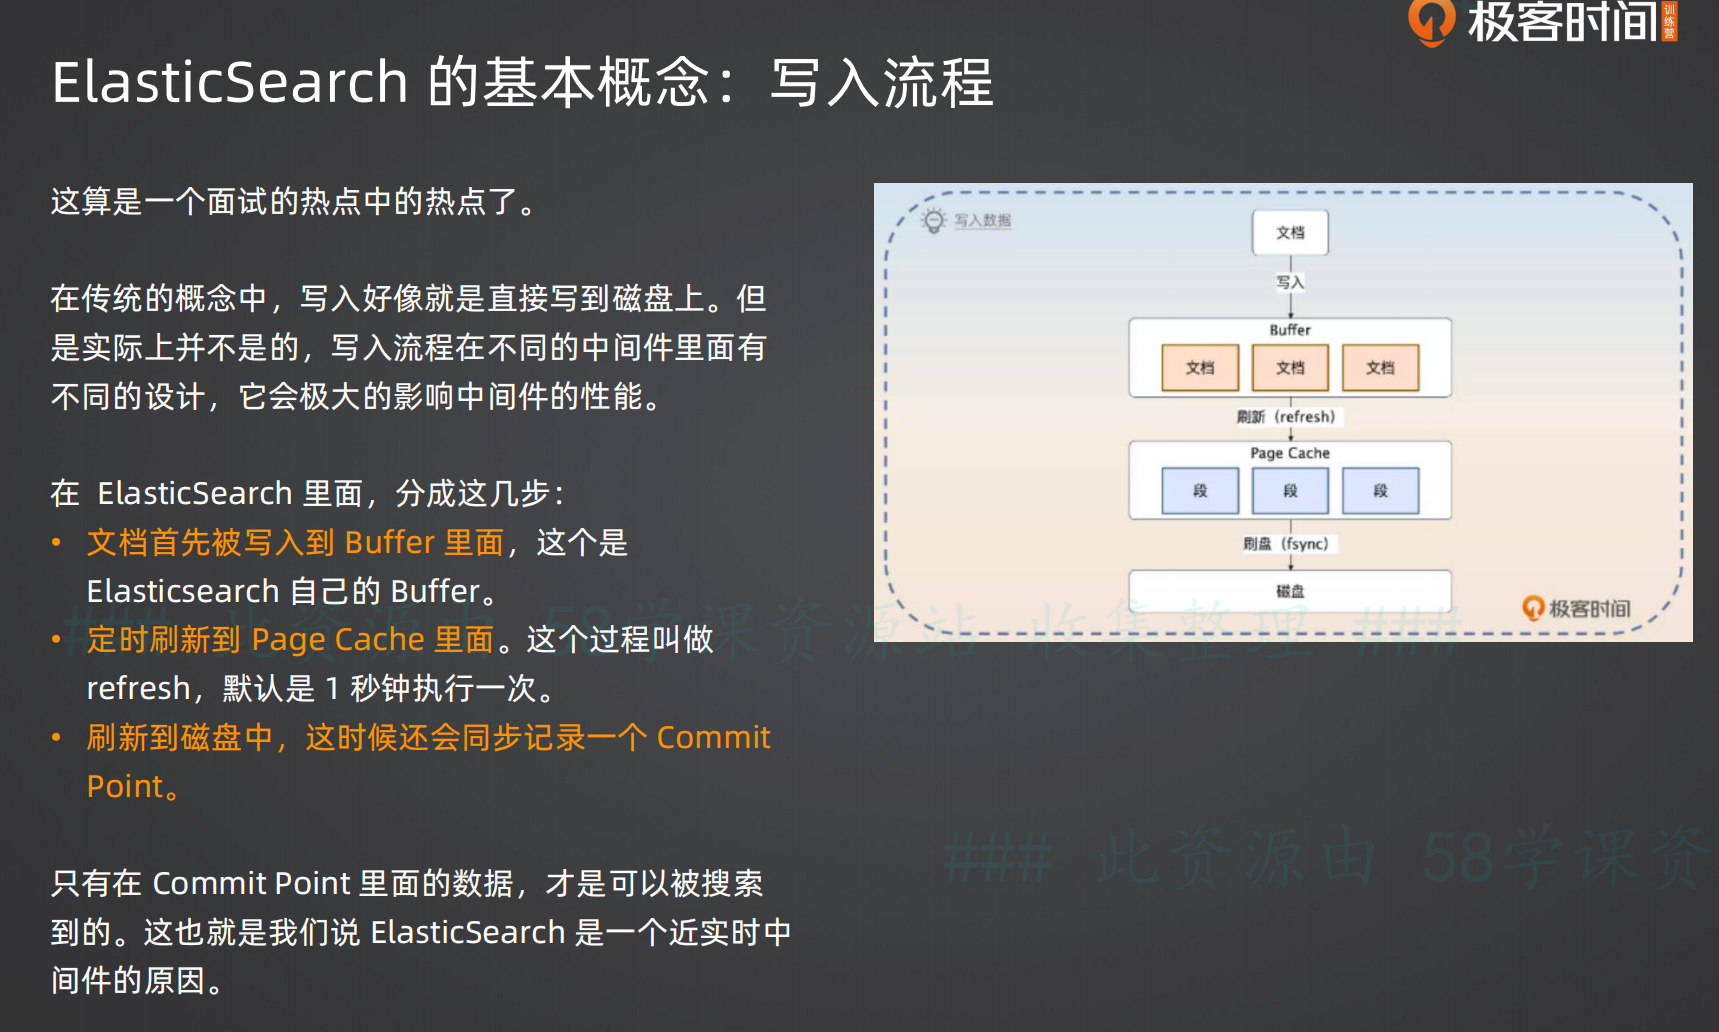 极客时间 训练营
ElasticSearch 的基本概念：写入流程
这算是一个面试的热点中的热点了。
在传统的概念中，写入好像就是直接写到磁盘上。但
是实际上并不是的，写入流程在不同的中间件里面有
不同的设计，它会极大的影响中间件的性能。
在 ElasticSearch 里面，分成这几步：
• 文档首先被写入到 Buffer 里面，这个是
Elasticsearch 自己的 Buffer。
• 定时刷新到 Page Cache 里面。这个过程叫做
refresh，默认是 1 秒钟执行一次。
• 刷新到磁盘中，这时候还会同步记录一个 Commit
Point。
只有在 Commit Point 里面的数据，才是可以被搜索
到的。这也就是我们说 ElasticSearch 是一个近实时中
间件的原因。
写入数据
文档
写入
Buffer
文档 文档 文档
刷新（refresh）
Page Cache
段 段 段
刷盘（fsync）
磁盘
极客时间
### 此资源由 58学课资源站 收集整理 ###
### 此资源由 58学课资